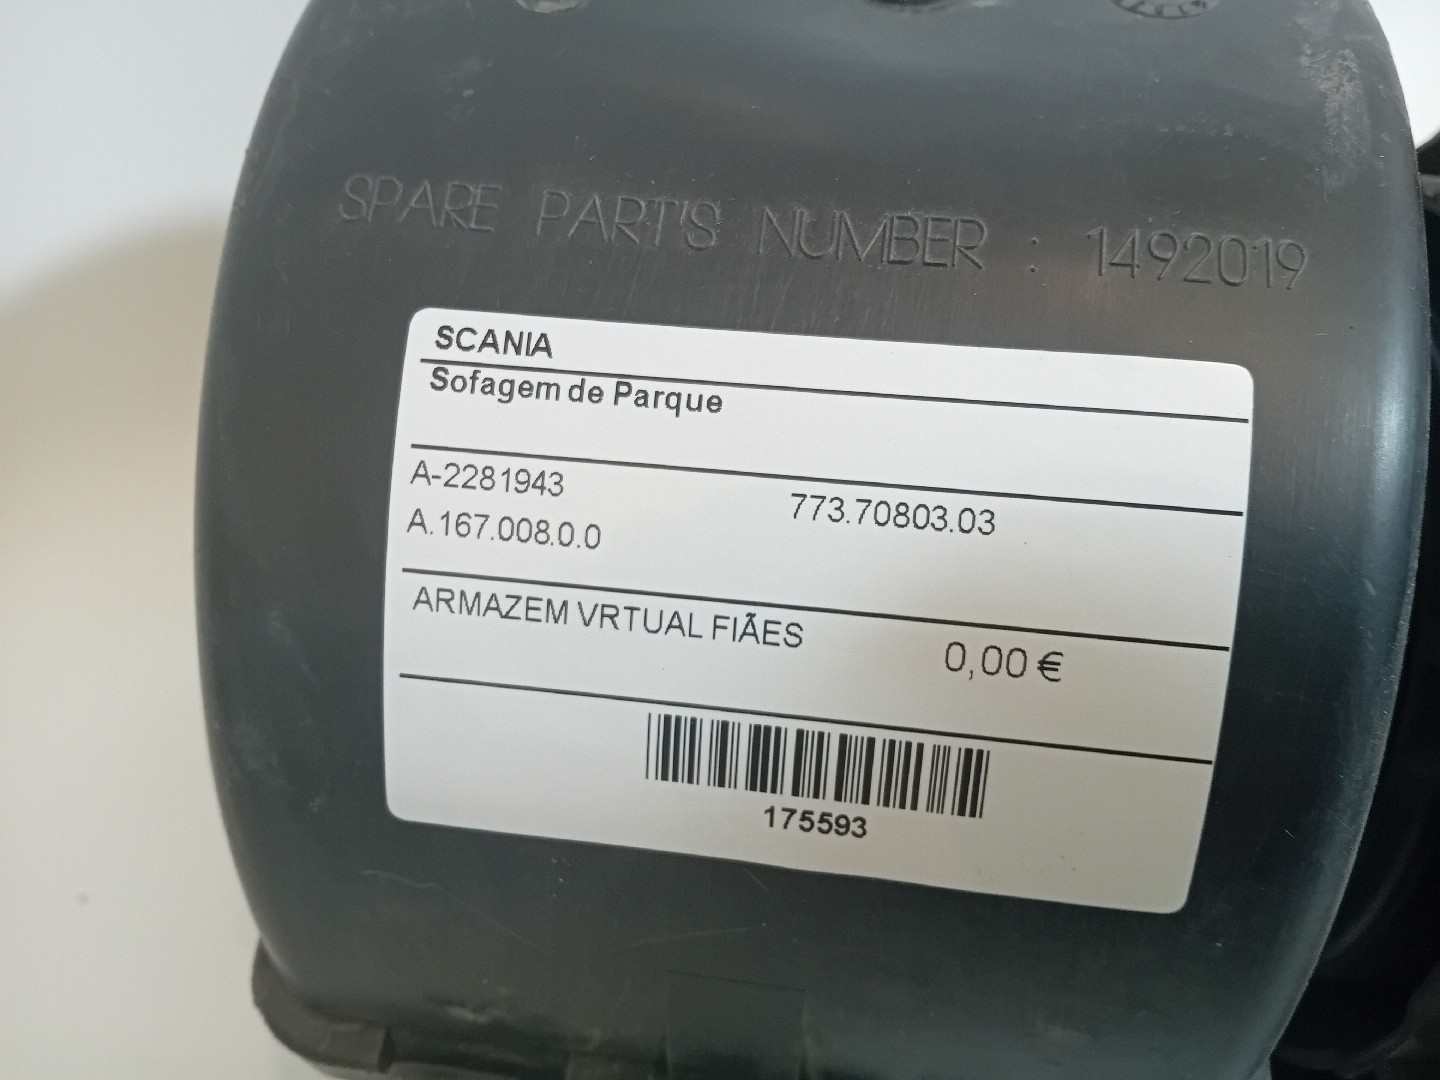 SPARE PART'S NUMBER : 1492019
SCANIA
Sofagem de Parque
A-2281943
773.70803.03
A.167.008.0.0
ARMAZEM VRTUAL FIÃES
0,00 €
175593